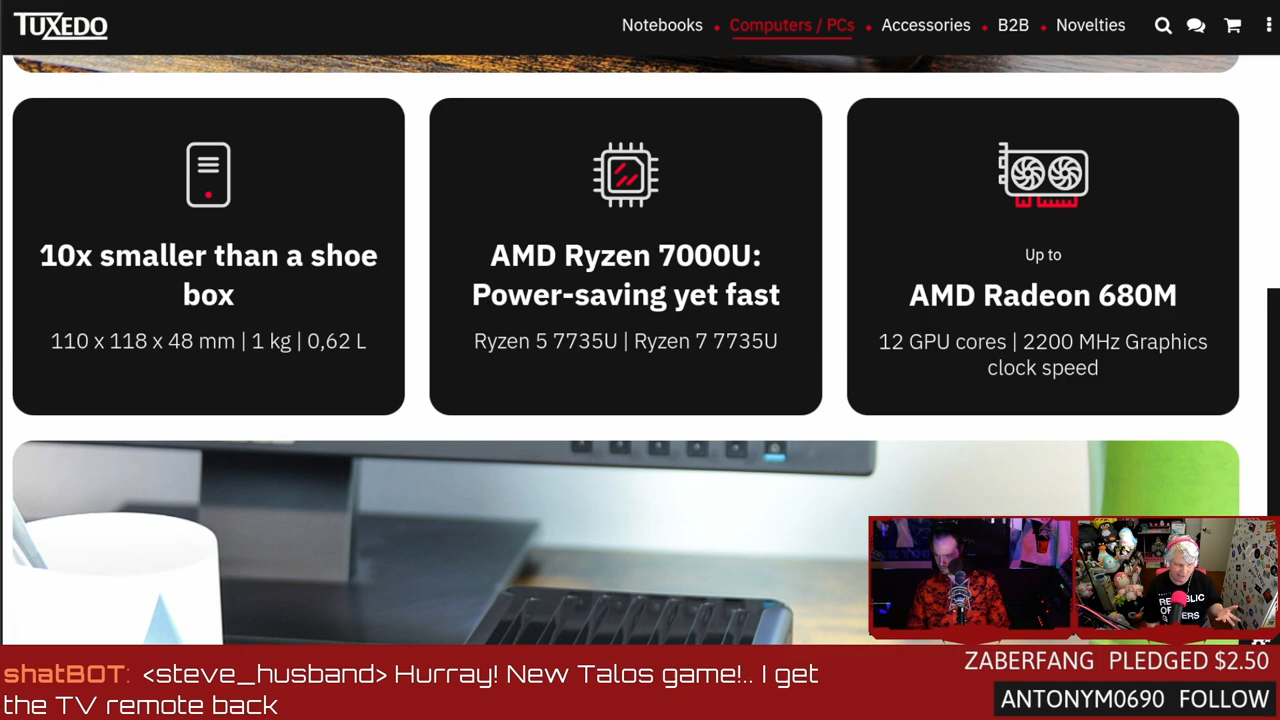 TUXEDO
Notebooks
Computers / PCs
Accessories
B2B
Novelties
10x smaller than a shoe
box
110 x 118 x 48 mm | 1 kg | 0,62 L
AMD Ryzen 7000U:
Power-saving yet fast
Ryzen 5 7735U | Ryzen 7 7735U
Up to
AMD Radeon 680M
12 GPU cores | 2200 MHz Graphics
clock speed
shatBOT: <steve_husband> Hurray! New Talos game!.. I get
the TV remote back
ZABERFANG PLEDGED $2.50
ANTONYM0690 FOLLOW